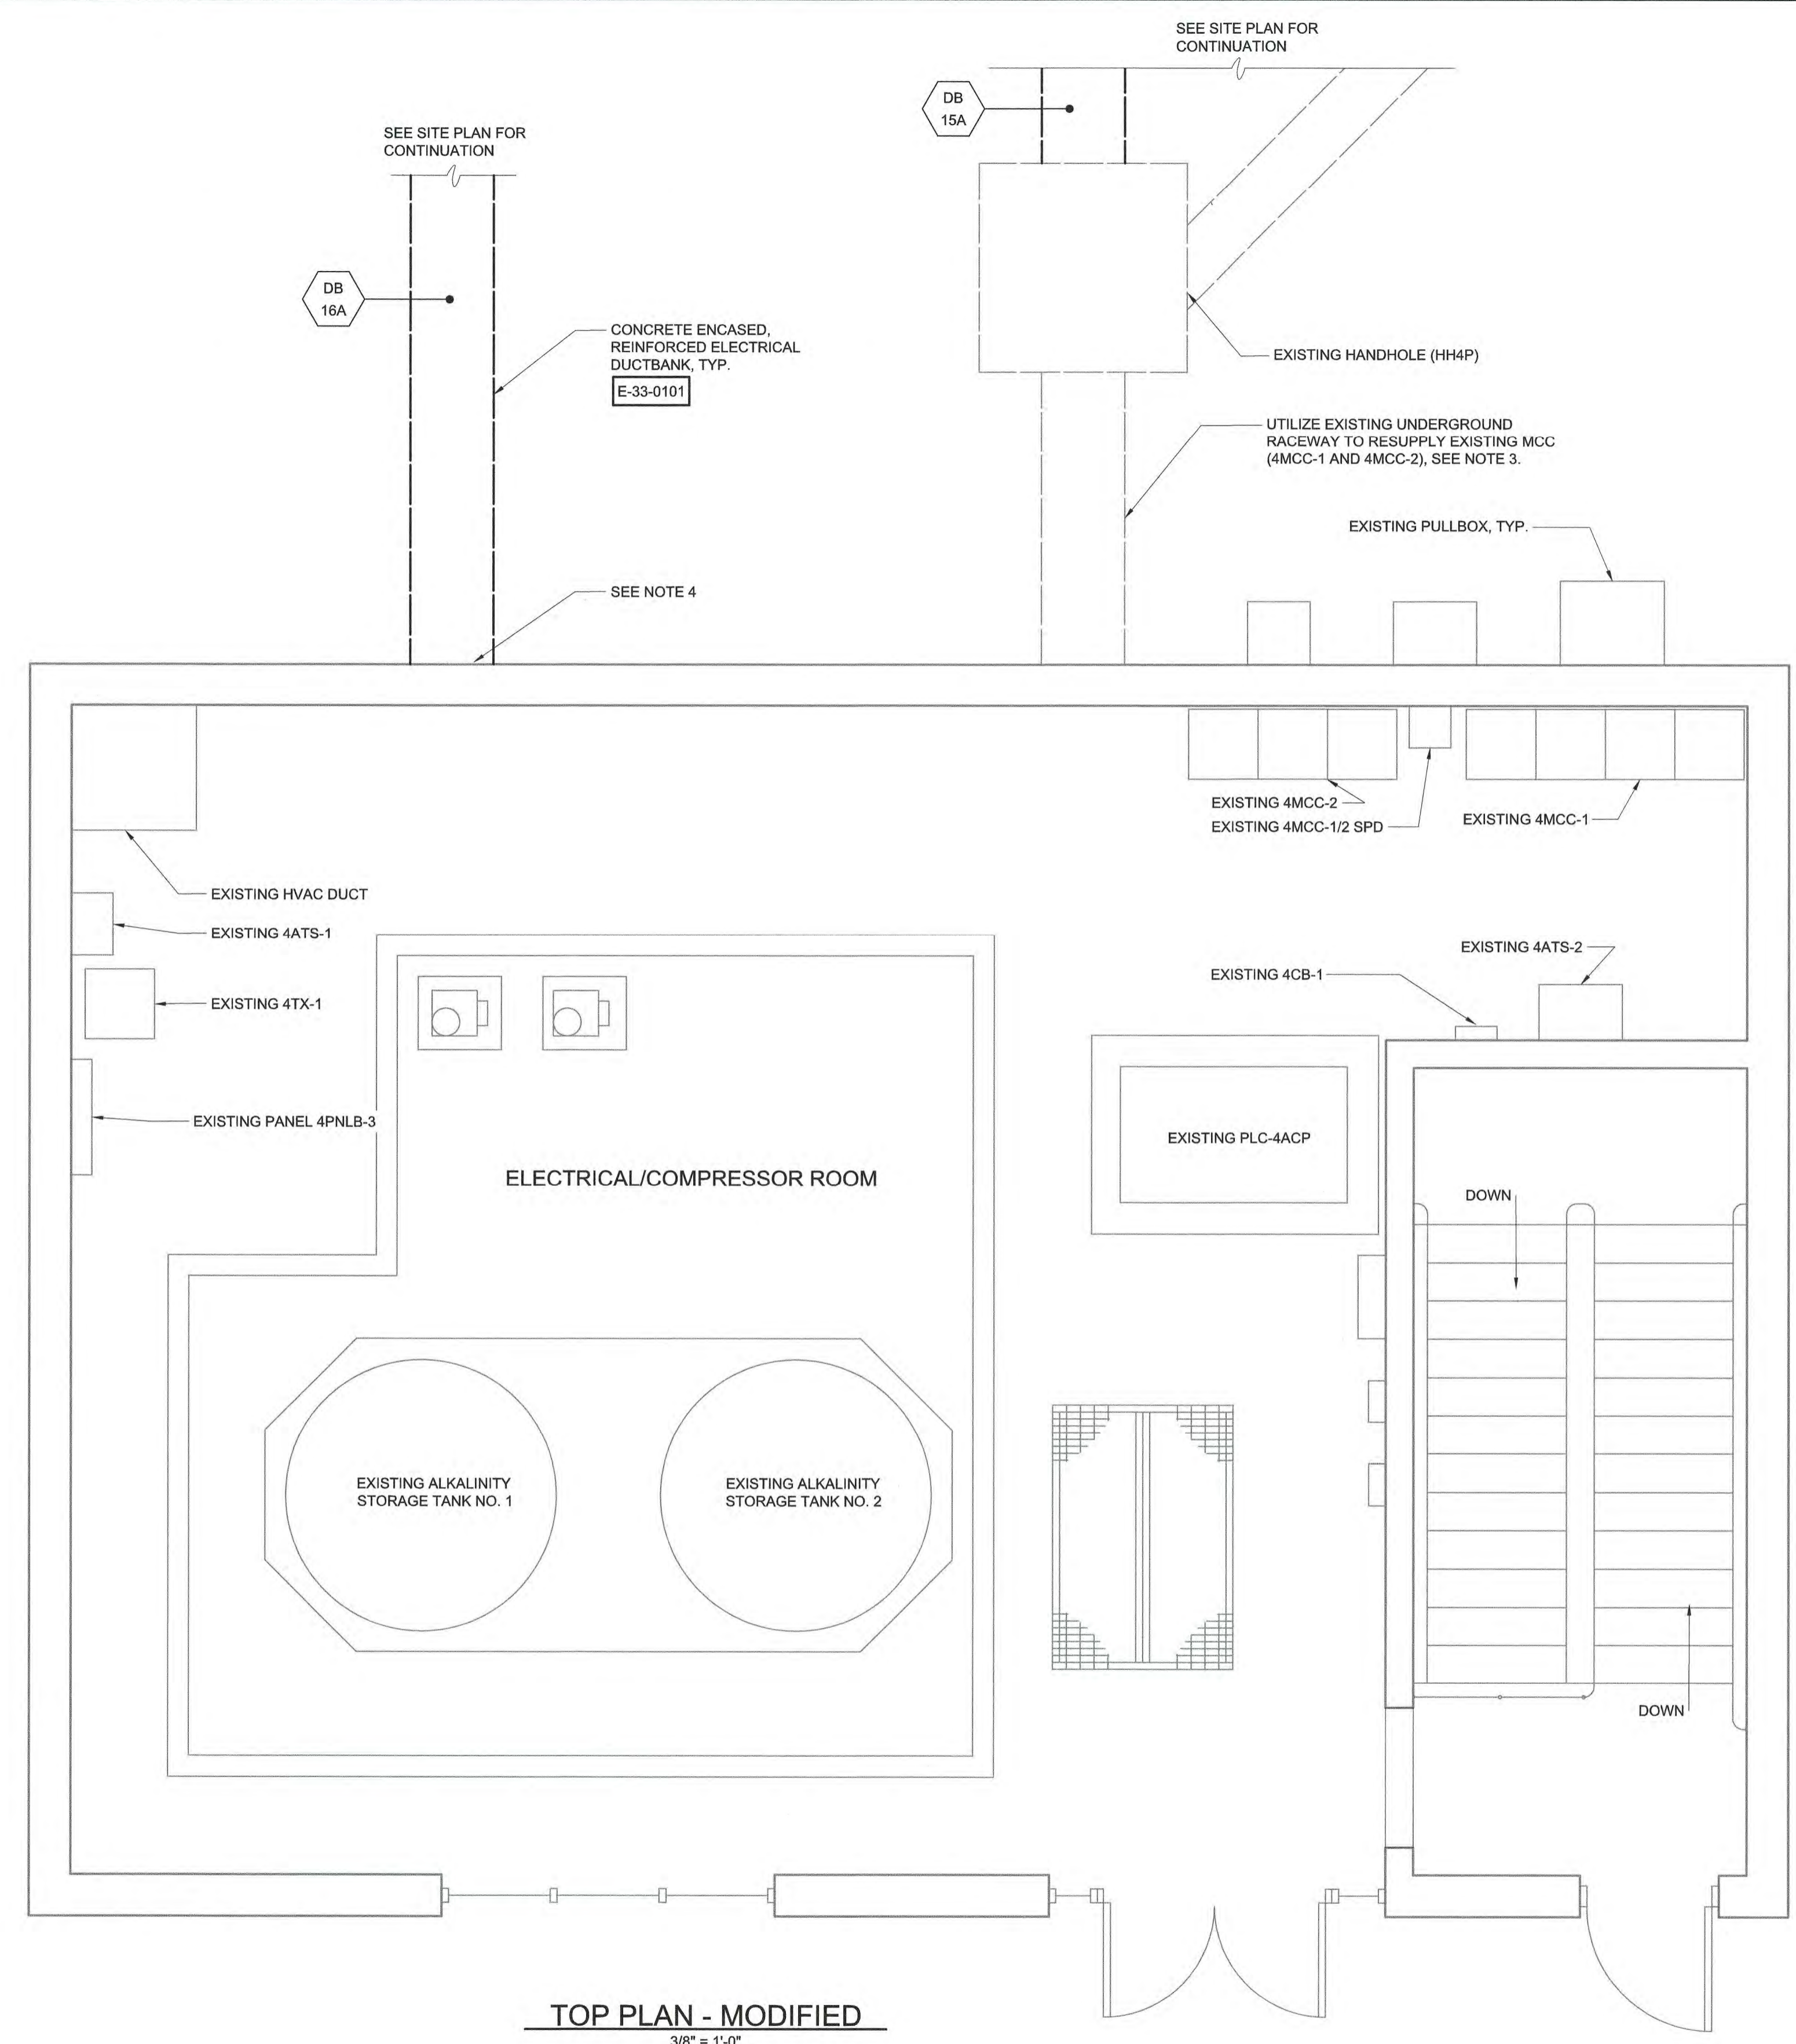 SEE SITE PLAN FOR
CONTINUATION
DB
15A
SEE SITE PLAN FOR
CONTINUATION
DB
16A
CONCRETE ENCASED,
REINFORCED ELECTRICAL
DUCTBANK, TYP.
E-33-0101
EXISTING HANDHOLE (HH4P)
UTILIZE EXISTING UNDERGROUND
RACEWAY TO RESUPPLY EXISTING MCC
(4MCC-1 AND 4MCC-2), SEE NOTE 3.
EXISTING PULLBOX, TYP.
SEE NOTE 4
EXISTING 4MCC-2
EXISTING 4MCC-1/2 SPD
EXISTING 4MCC-1
EXISTING HVAC DUCT
EXISTING 4ATS-1
EXISTING 4ATS-2
EXISTING 4CB-1
EXISTING 4TX-1
EXISTING PANEL 4PNLB-3
EXISTING PLC-4ACP
ELECTRICAL/COMPRESSOR ROOM
DOWN
EXISTING ALKALINITY
STORAGE TANK NO. 1
EXISTING ALKALINITY
STORAGE TANK NO. 2
DOWN
TOP PLAN - MODIFIED
3/8" = 1'-0"